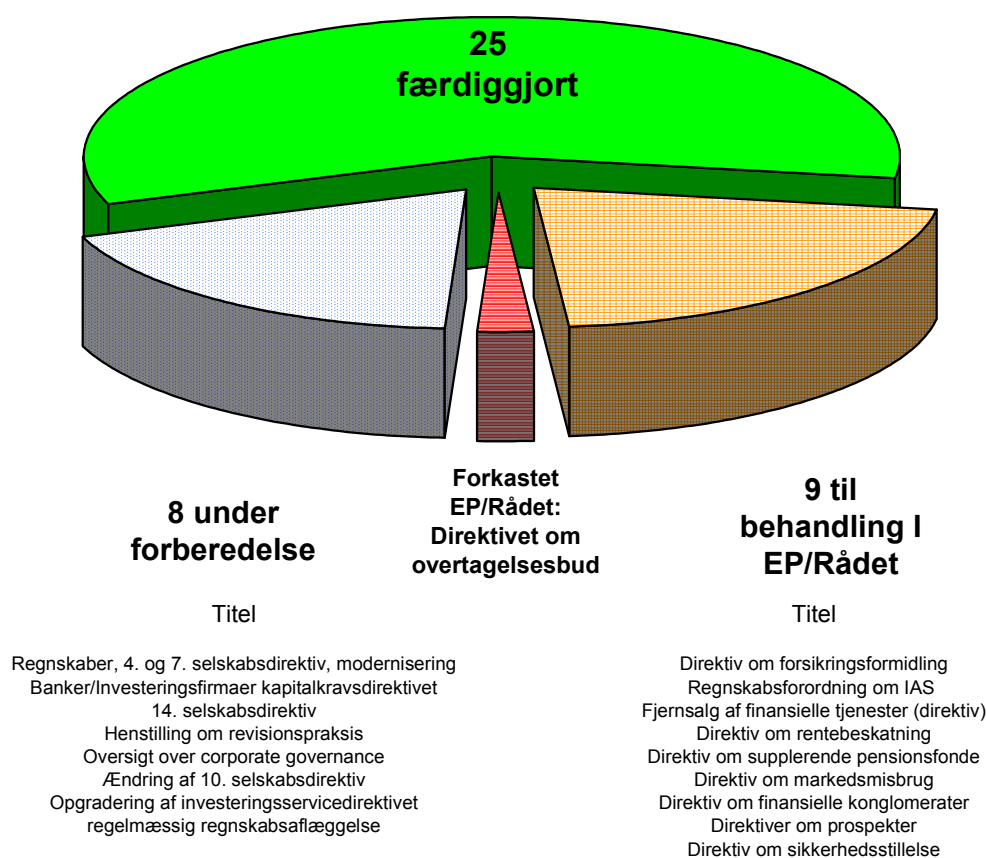 25
færdiggjort
8 under
forberedelse
Forkastet
EP/Rådet:
Direktivet om
overtagelsesbud
9 til
behandling I
EP/Rådet
Titel
Regnskaber, 4. og 7. selskabsdirektiv, modernisering
Banker/Investeringsfirmaer kapitalkravsdirektivet
14. selskabsdirektiv
Henstilling om revisionspraksis
Oversigt over corporate governance
Ændring af 10. selskabsdirektiv
Opgradering af investeringsservicedirektivet
regelmæssig regnskabsaflæggelse
Titel
Direktiv om forsikringsformidling
Regnskabsforordning om IAS
Fjernsalg af finansielle tjenester (direktiv)
Direktiv om rentebeskatning
Direktiv om supplerende pensionsfonde
Direktiv om markedsmisbrug
Direktiv om finansielle konglomerater
Direktiver om prospekter
Direktiv om sikkerhedsstillelse